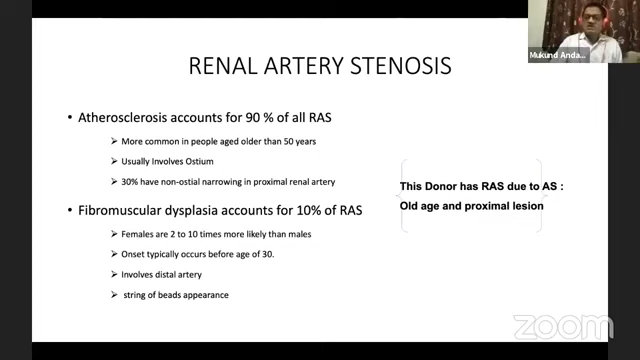 Mukund Anda...
RENAL ARTERY STENOSIS
• Atherosclerosis accounts for 90 % of all RAS
➢ More common in people aged older than 50 years
➢ Usually Involves Ostium
➢ 30% have non-ostial narrowing in proximal renal artery
• Fibromuscular dysplasia accounts for 10% of RAS
➢ Females are 2 to 10 times more likely than males
➢ Onset typically occurs before age of 30.
➢ Involves distal artery
➢ string of beads appearance
This Donor has RAS due to AS :
Old age and proximal lesion
zoom